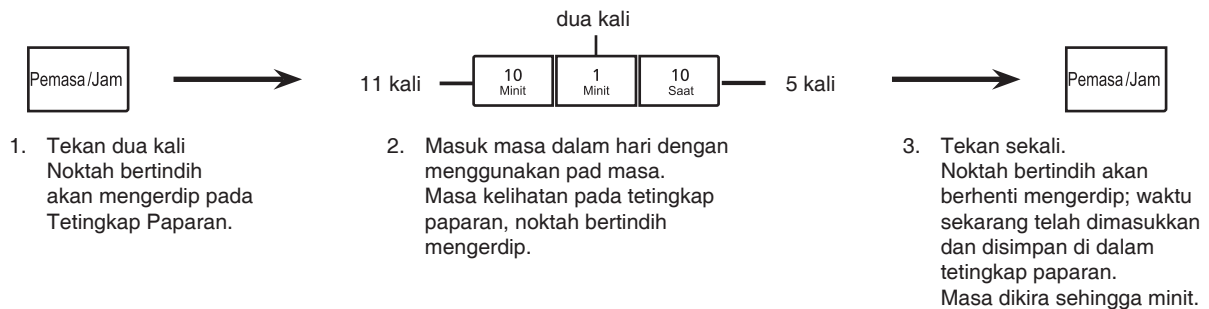 dua kali
Pemasa/Jam
11 kali
10
Minit
1
Minit
10
Saat
5 kali
Pemasa/Jam
1. Tekan dua kali
Noktah bertindih
akan mengerdip pada
Tetingkap Paparan.
2. Masuk masa dalam hari dengan
menggunakan pad masa.
Masa kelihatan pada tetingkap
paparan, noktah bertindih
mengerdip.
3. Tekan sekali.
Noktah bertindih akan
berhenti mengerdip; waktu
sekarang telah dimasukkan
dan disimpan di dalam
tetingkap paparan.
Masa dikira sehingga minit.